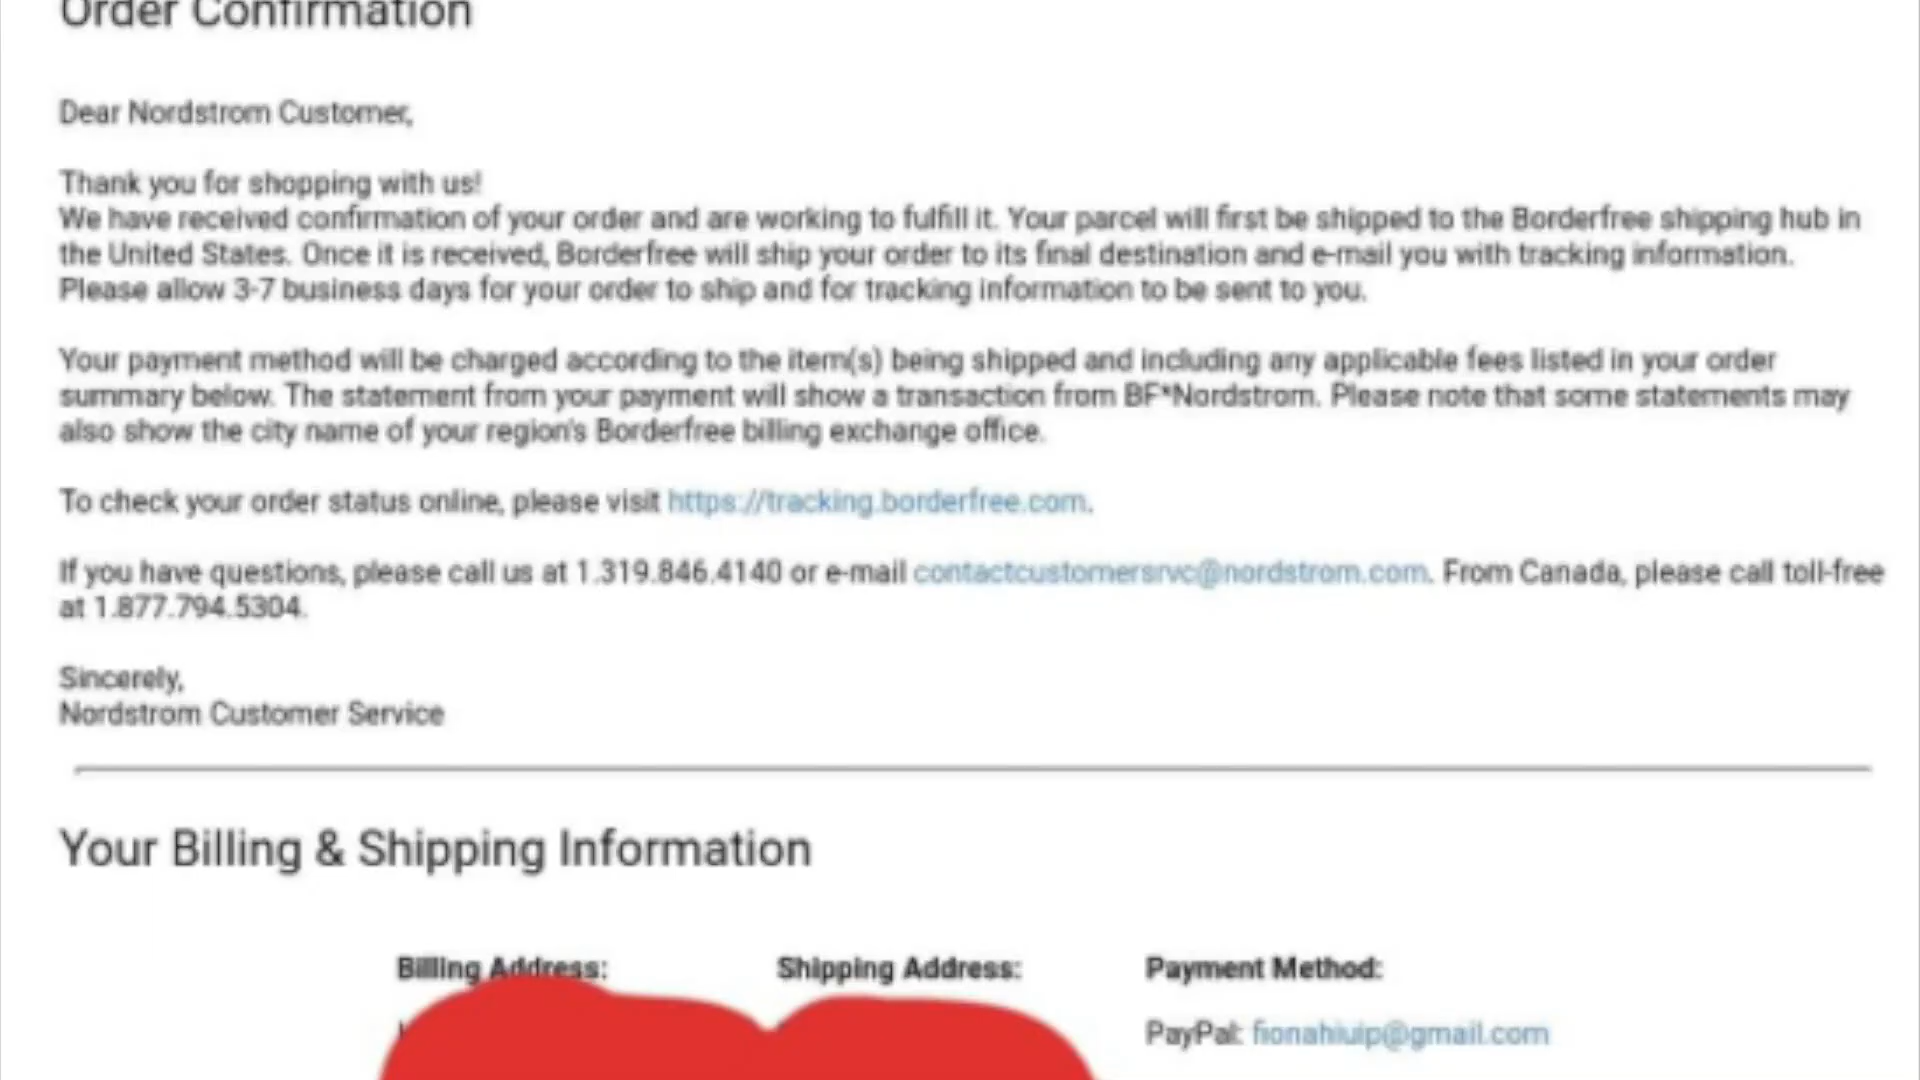 Order Confirmation
Dear Nordstrom Customer,
Thank you for shopping with us!
We have received confirmation of your order and are working to fulfill it. Your parcel will first be shipped to the Borderfree shipping hub in
the United States. Once it is received, Borderfree will ship your order to its final destination and e-mail you with tracking information.
Please allow 3-7 business days for your order to ship and for tracking information to be sent to you.
Your payment method will be charged according to the item(s) being shipped and including any applicable fees listed in your order
summary below. The statement from your payment will show a transaction from BF*Nordstrom. Please note that some statements may
also show the city name of your region's Borderfree billing exchange office.
To check your order status online, please visit https://tracking.borderfree.com.
If you have questions, please call us at 1.319.846.4140 or e-mail contactcustomersrvc@nordstrom.com. From Canada, please call toll-free
at 1.877.794.5304.
Sincerely,
Nordstrom Customer Service
Your Billing & Shipping Information
Billing Address: Shipping Address: Payment Method:
PayPal: fionahiuip@gmail.com